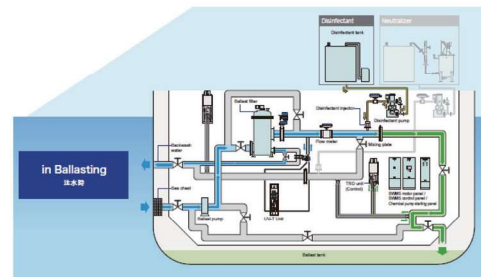 Disinfectant
Neutralizer
Disinfectant tank
Ballast filter
Disinfectant injector
Disinfectant pump
Flow meter
Mixing plate
Backwash
water
in Ballasting
注水時
Sea chest
Ballast pump
UV-T Unit
TRO unit
(Control)
SWMS motor panel /
SWMS control panel /
Chemical pump starting panel
Ballast tank